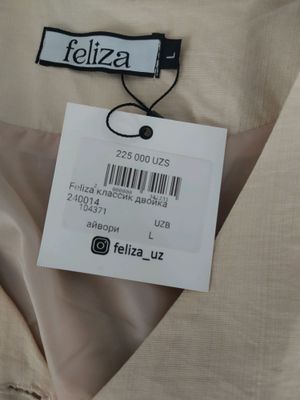 feliza
L
225 000 UZS
Feliza классик двойка
240014
104371
UZB
айвори
L
feliza_uz